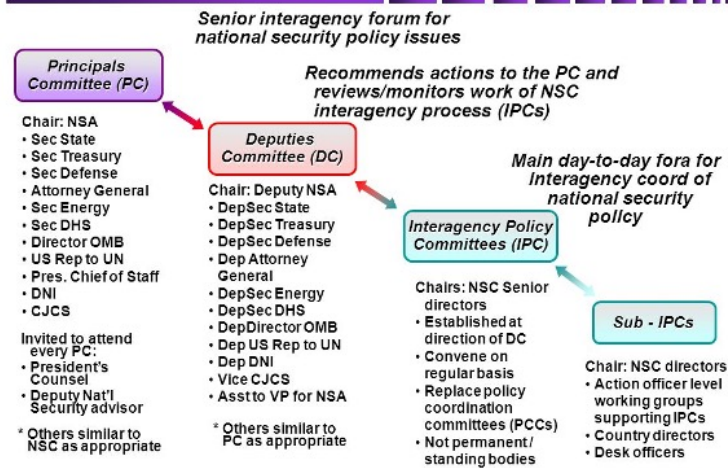 Senior interagency forum for
national security policy issues
Principals
Committee (PC)
Chair: NSA
• Sec State
• Sec Treasury
• Sec Defense
• Attorney General
• Sec Energy
• Sec DHS
• Director OMB
• US Rep to UN
• Pres. Chief of Staff
• DNI
• CJCS
Invited to attend
every PC:
• President's
Counsel
• Deputy Nat'l
Security advisor
* Others similar to
NSC as appropriate
Recommends actions to the PC and
reviews/monitors work of NSC
interagency process (IPCs)
Deputies
Committee (DC)
Chair: Deputy NSA
• DepSec State
• DepSec Treasury
• DepSec Defense
• Dep Attorney
General
• DepSec Energy
• DepSec DHS
• DepDirector OMB
• Dep US Rep to UN
• Dep DNI
• Vice CJCS
• Asst to VP for NSA
* Others similar to
PC as appropriate
Main day-to-day fora for
interagency coord of
national security
policy
Interagency Policy
Committees (IPC)
Chairs: NSC Senior
directors
• Established at
direction of DC
• Convene on
regular basis
• Replace policy
coordination
committees (PCCs)
• Not permanent/
standing bodies
Sub - IPCs
Chair: NSC directors
• Action officer level
working groups
supporting IPCs
• Country directors
• Desk officers